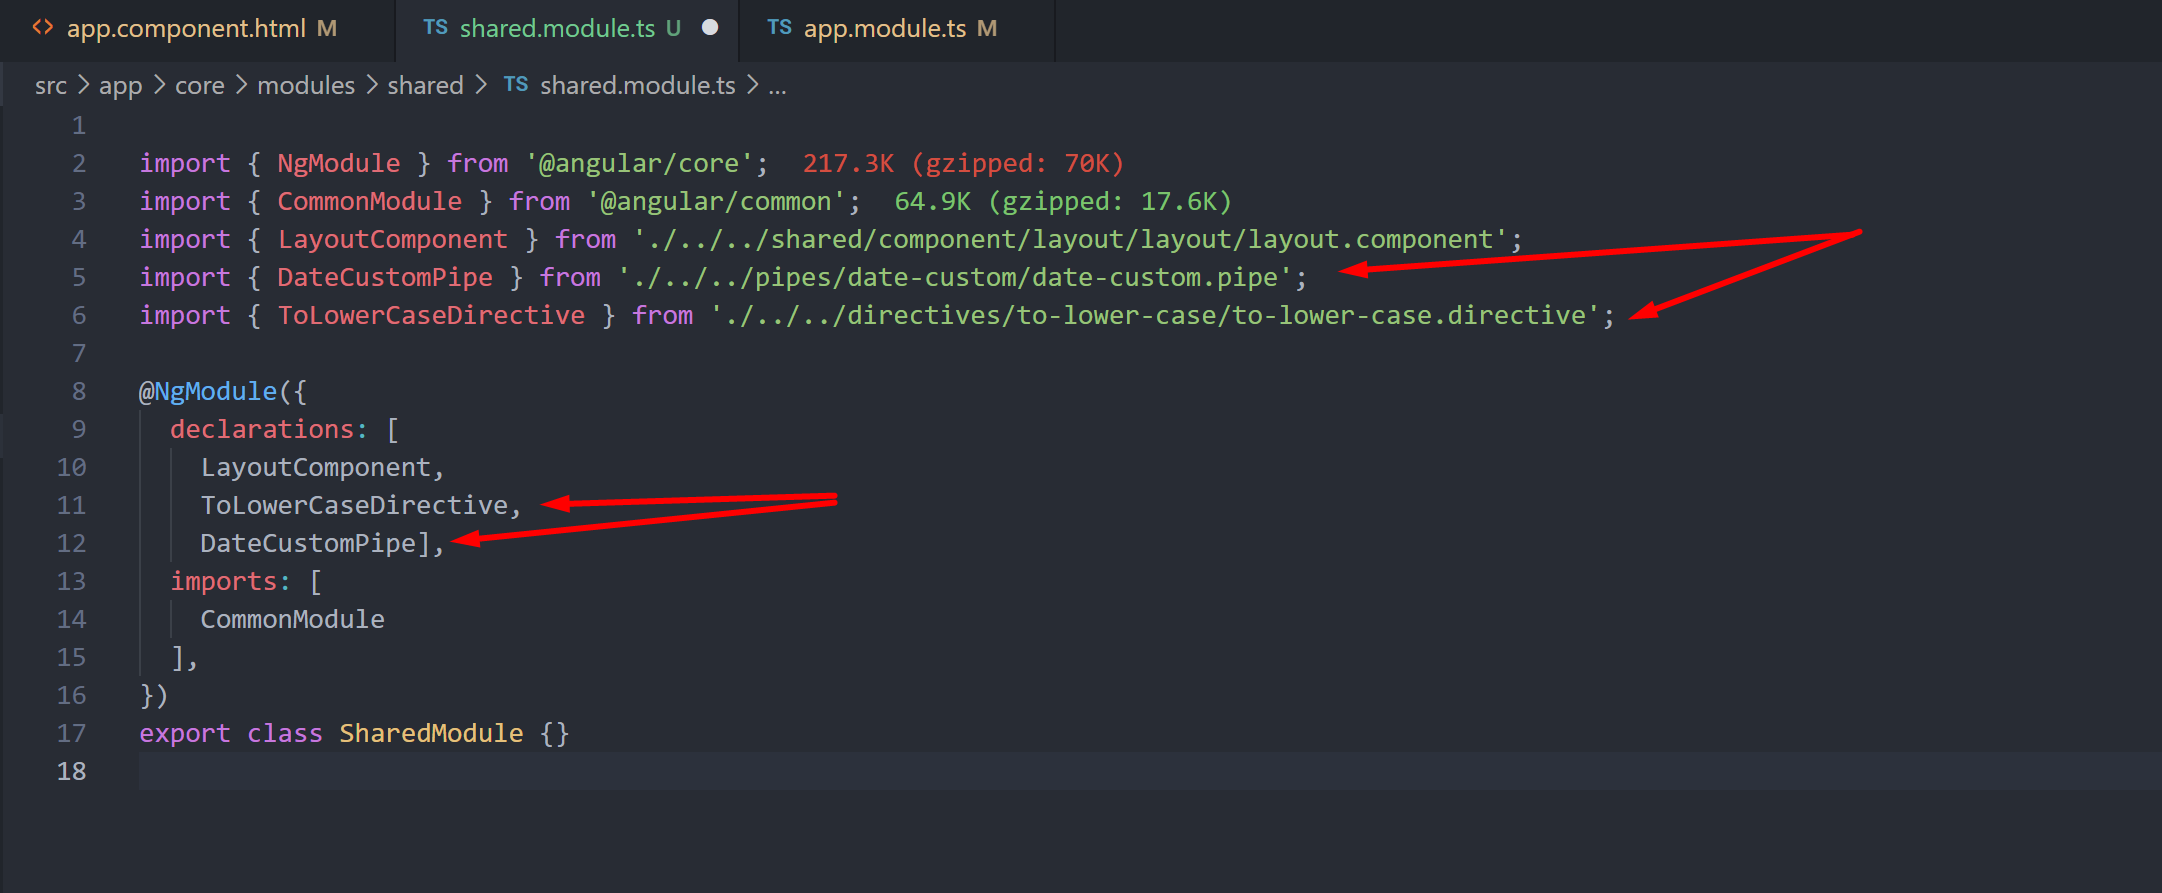 <> app.component.html M TS shared.module.ts U ● TS app.module.ts M
src > app > core > modules > shared > TS shared.module.ts > ...
1
2 import { NgModule } from '@angular/core'; 217.3K (gzipped: 70K)
3 import { CommonModule } from '@angular/common'; 64.9K (gzipped: 17.6K)
4 import { LayoutComponent } from './../../shared/component/layout/layout/layout.component';
5 import { DateCustomPipe } from './../../pipes/date-custom/date-custom.pipe';
6 import { ToLowerCaseDirective } from './../../directives/to-lower-case/to-lower-case.directive';
7
8 @NgModule({
9 declarations: [
10 LayoutComponent,
11 ToLowerCaseDirective,
12 DateCustomPipe],
13 imports: [
14 CommonModule
15 ],
16 })
17 export class SharedModule {}
18